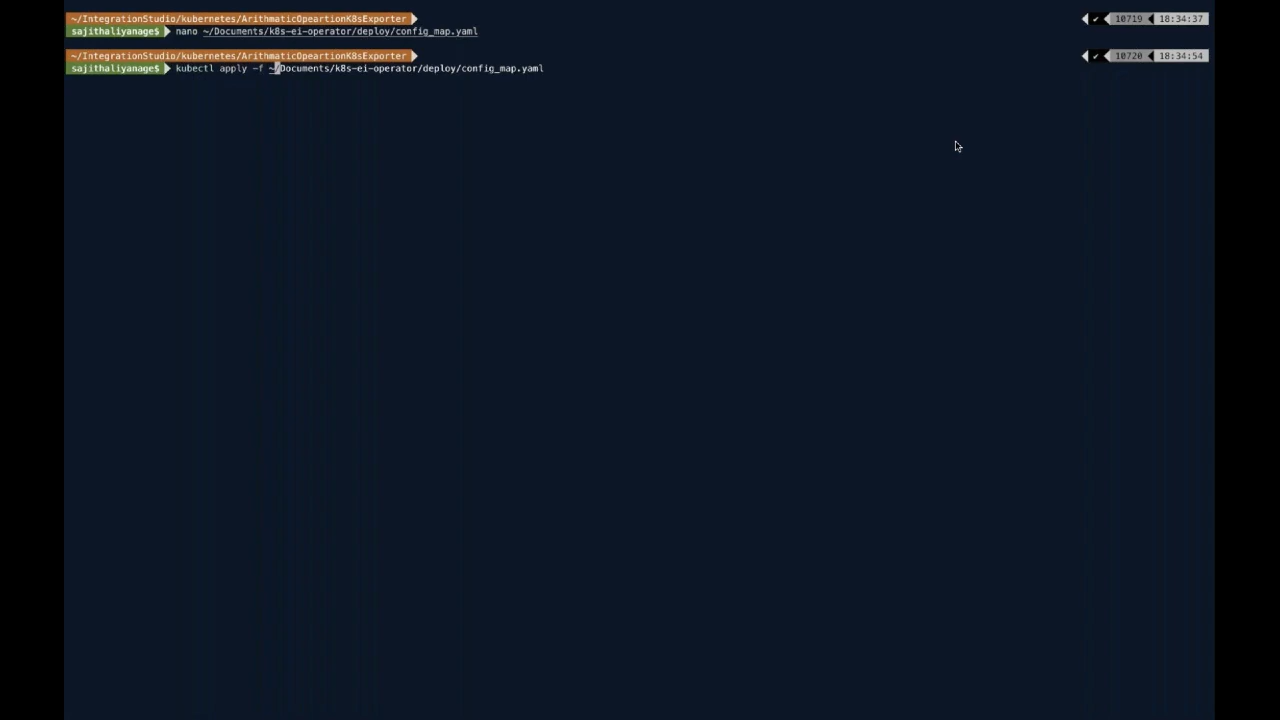 ~/IntegrationStudio/kubernetes/ArithmaticOpeartionK8sExporter ✔ 10719 18:34:37
sajithaliyanage$ nano ~/Documents/k8s-ei-operator/deploy/config_map.yaml
~/IntegrationStudio/kubernetes/ArithmaticOpeartionK8sExporter ✔ 10720 18:34:54
sajithaliyanage$ kubectl apply -f ~/Documents/k8s-ei-operator/deploy/config_map.yaml